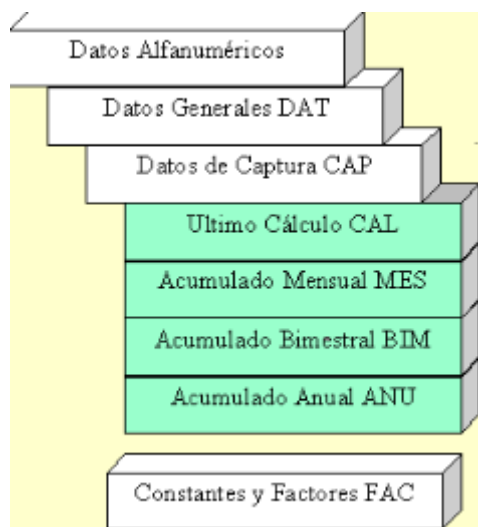 Datos Alfanuméricos
Datos Generales DAT
Datos de Captura CAP
Ultimo Cálculo CAL
Acumulado Mensual MES
Acumulado Bimestral BIM
Acumulado Anual ANU
Constantes y Factores FAC